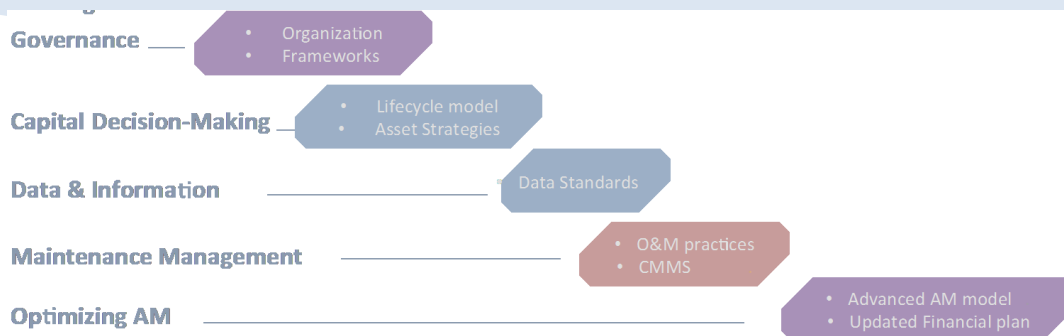 Governance
• Organization
• Frameworks
Capital Decision-Making
• Lifecycle model
• Asset Strategies
Data & Information
Data Standards
Maintenance Management
• O&M practices
• CMMS
Optimizing AM
• Advanced AM model
• Updated Financial plan